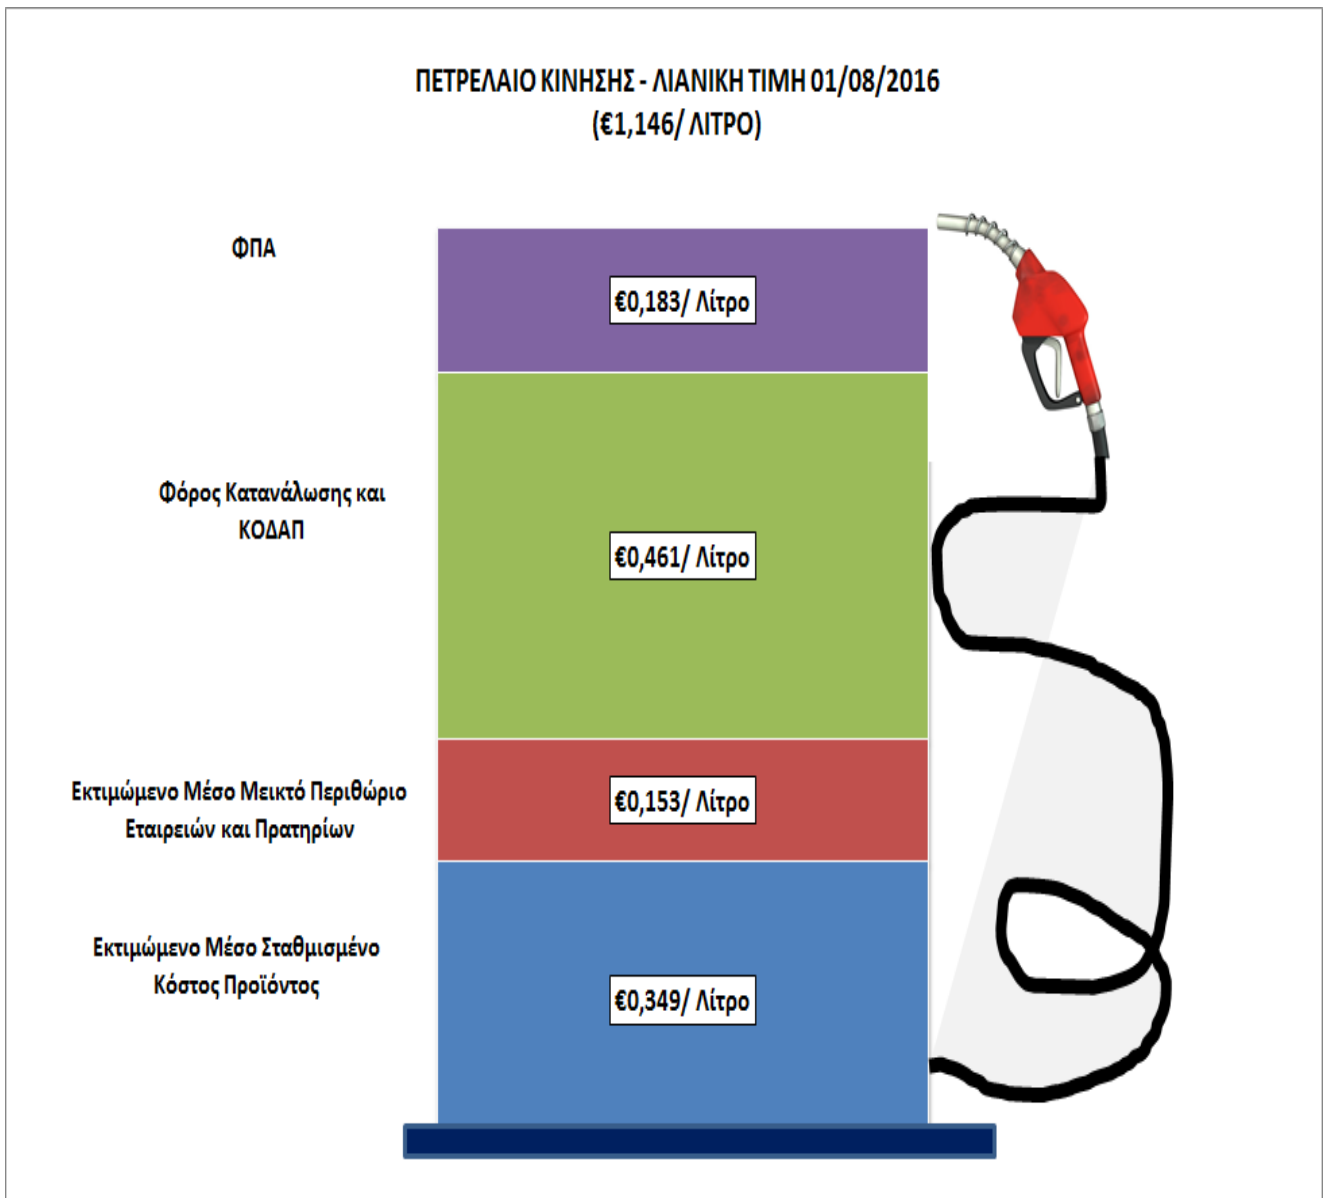 ΠΕΤΡΕΛΑΙΟ ΚΙΝΗΣΗΣ - ΛΙΑΝΙΚΗ ΤΙΜΗ 01/08/2016
(€1,146/ ΛΙΤΡΟ)
ΦΠΑ
€0,183/ Λίτρο
Φόρος Κατανάλωσης και
ΚΟΔΑΠ
€0,461/ Λίτρο
Εκτιμώμενο Μέσο Μεικτό Περιθώριο
Εταιρειών και Πρατηρίων
€0,153/ Λίτρο
Εκτιμώμενο Μέσο Σταθμισμένο
Κόστος Προϊόντος
€0,349/ Λίτρο